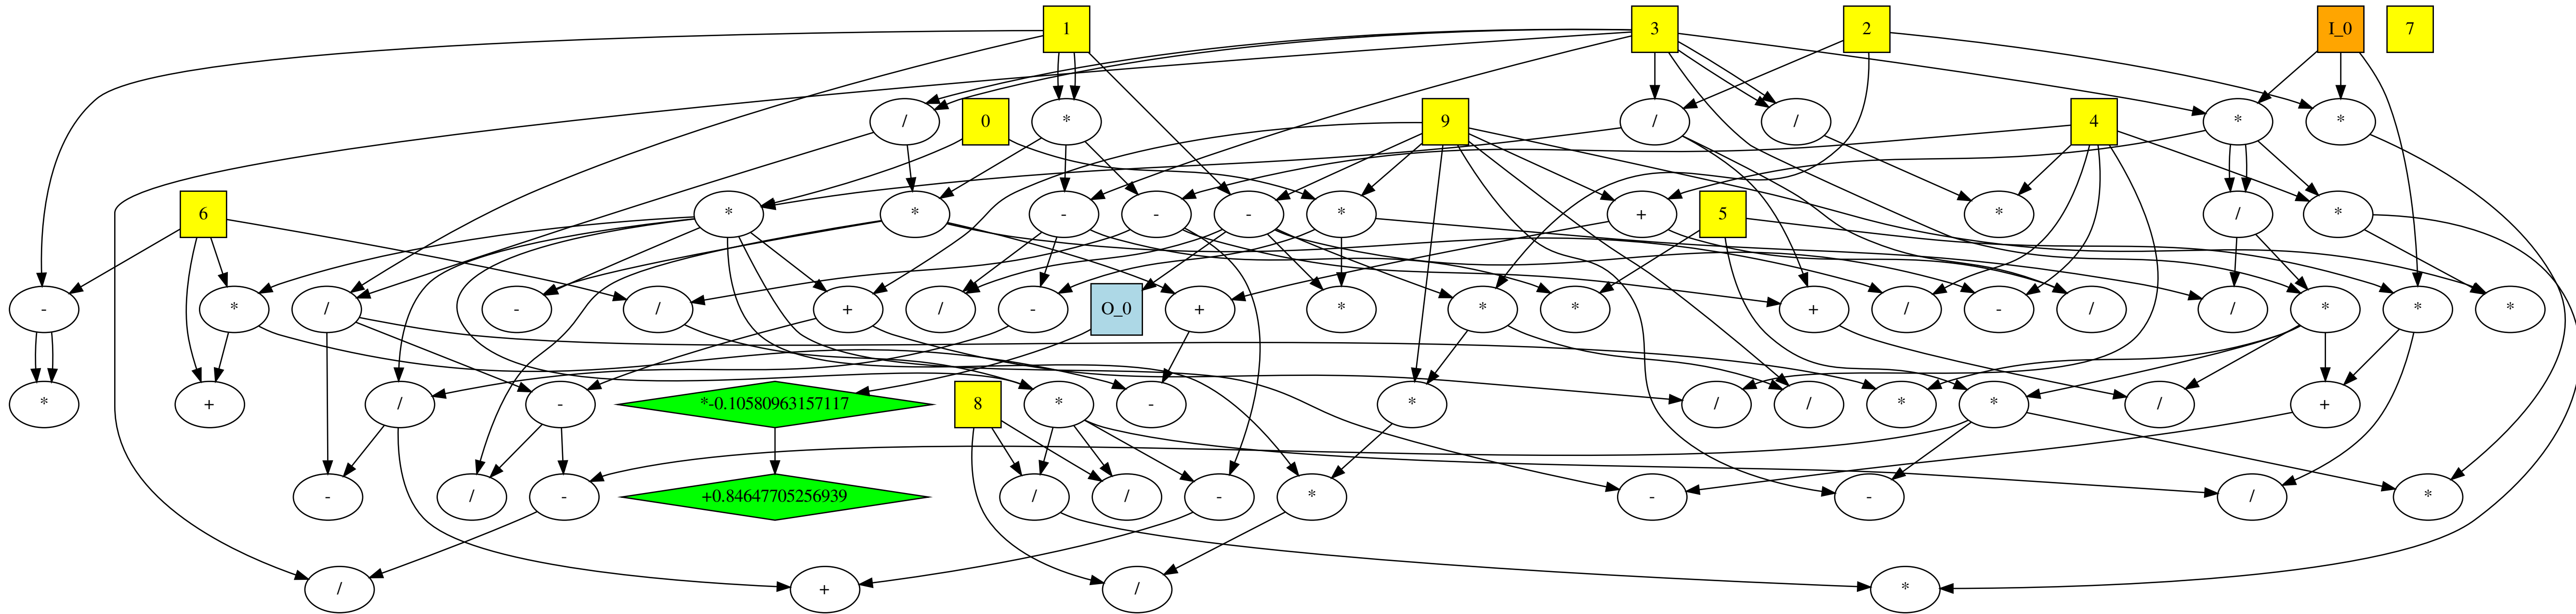 1 3 2 I_0 7
/ 0 * 9 / / 4 * *
6 * * - - - * + 5 * / *
- * / - / + / - O_0 + * * * + / - / / * * *
* + / - *-0.10580963157117 8 * - * / / * * / +
- / - +0.84647705256939 / / - * - - / *
/ + / *